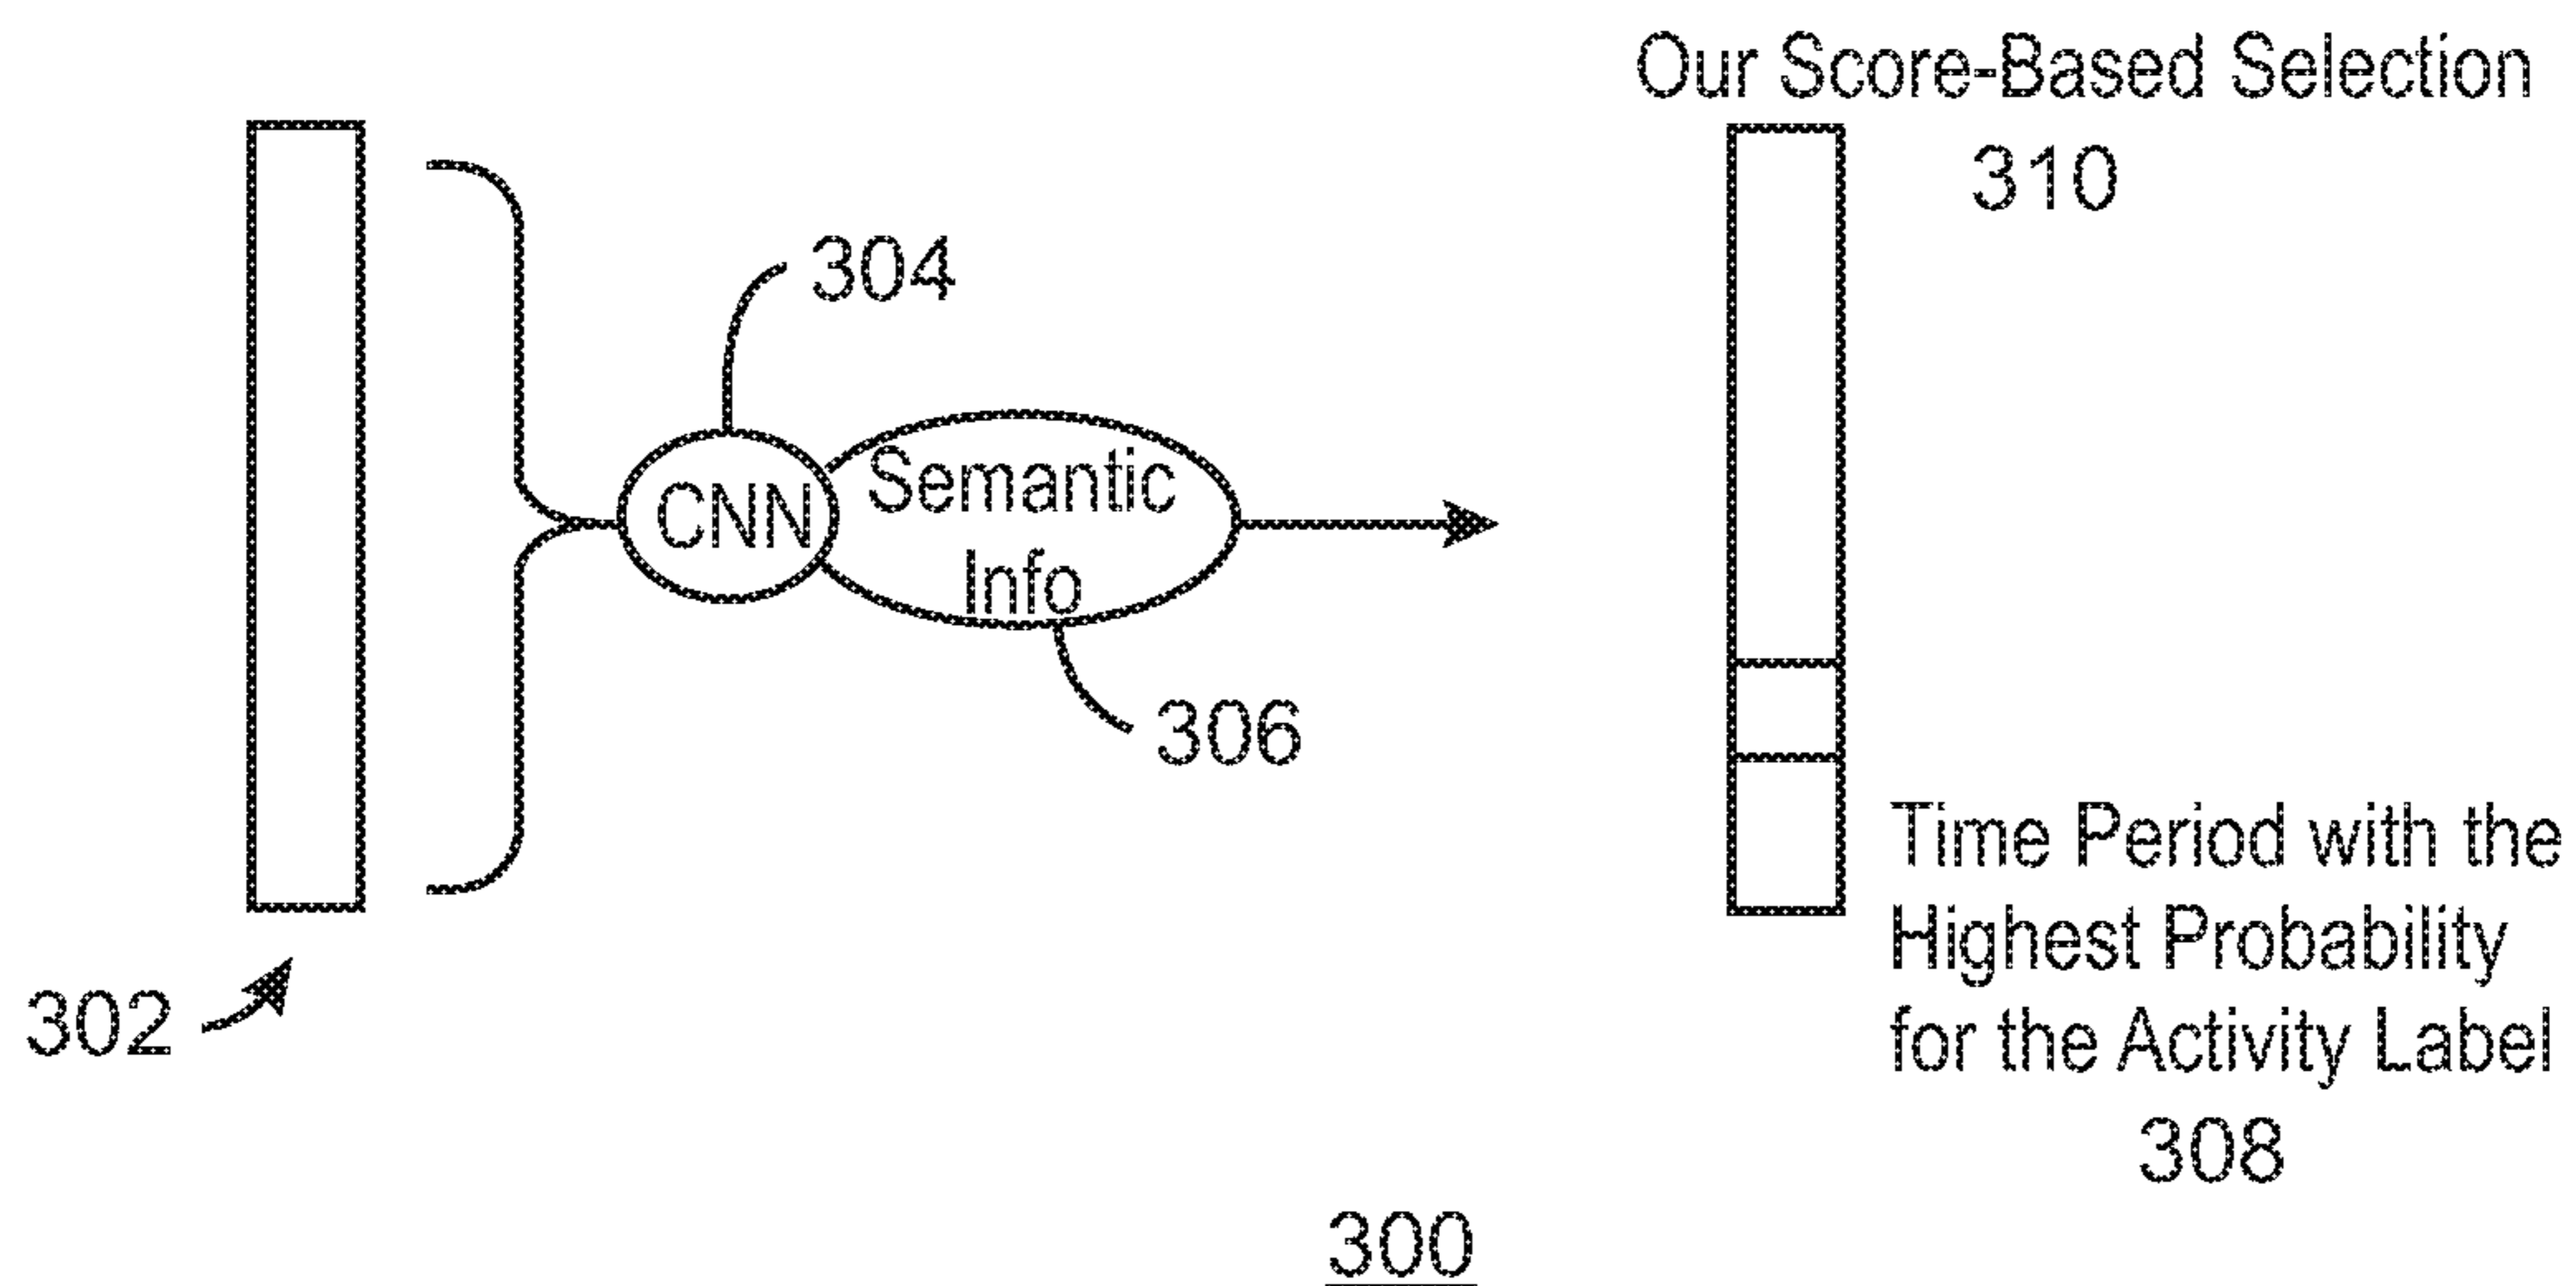 Our Score-Based Selection
310
304
CNN
Semantic
Info
306
302
Time Period with the
Highest Probability
for the Activity Label
308
300